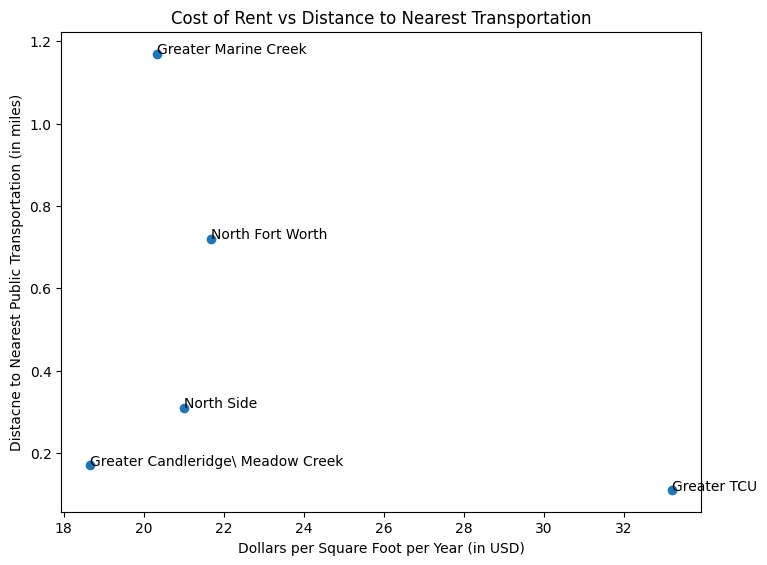 Cost of Rent vs Distance to Nearest Transportation
Distacne to Nearest Public Transportation (in miles)
1.2
1.0
0.8
0.6
0.4
0.2
Greater Marine Creek
North Fort Worth
North Side
Greater Candleridge\ Meadow Creek
Greater TCU
18 20 22 24 26 28 30 32
Dollars per Square Foot per Year (in USD)